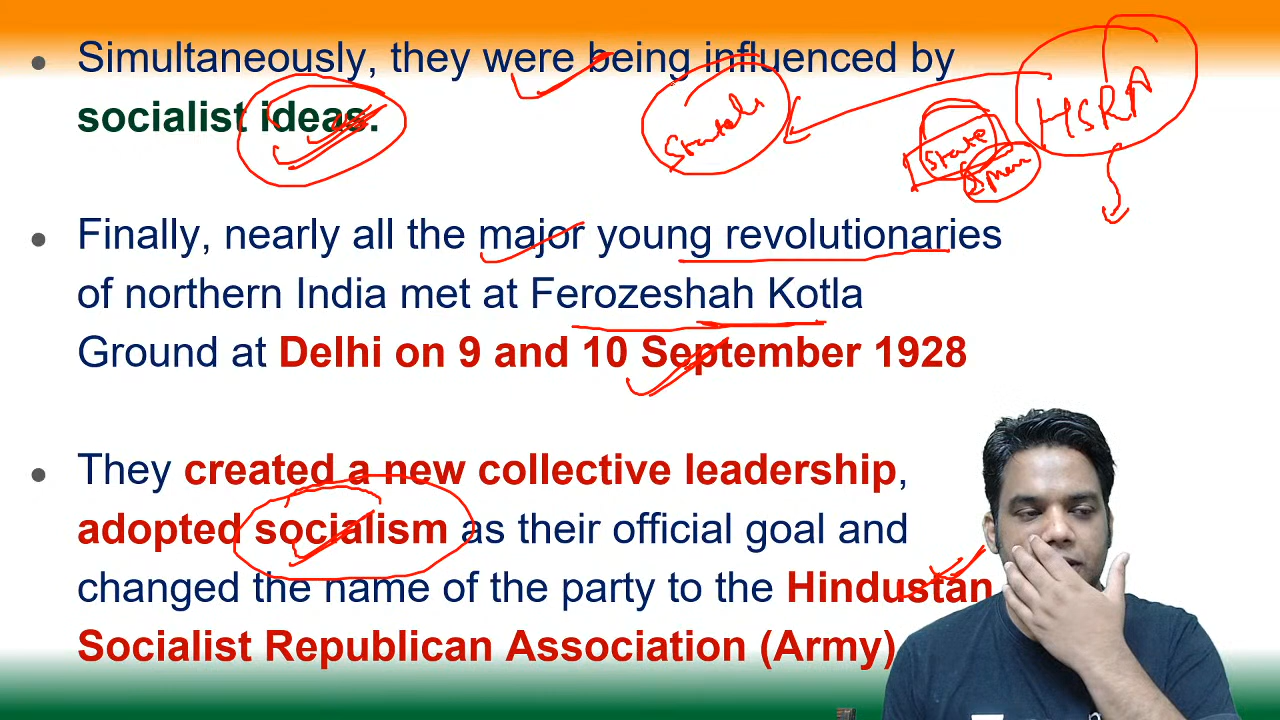 Simultaneously, they were being influenced by
socialist ideas.
HSRA
State
Finally, nearly all the major young revolutionaries
of northern India met at Ferozeshah Kotla
Ground at Delhi on 9 and 10 September 1928
They created a new collective leadership,
adopted socialism as their official goal and
changed the name of the party to the Hindustan
Socialist Republican Association (Army)